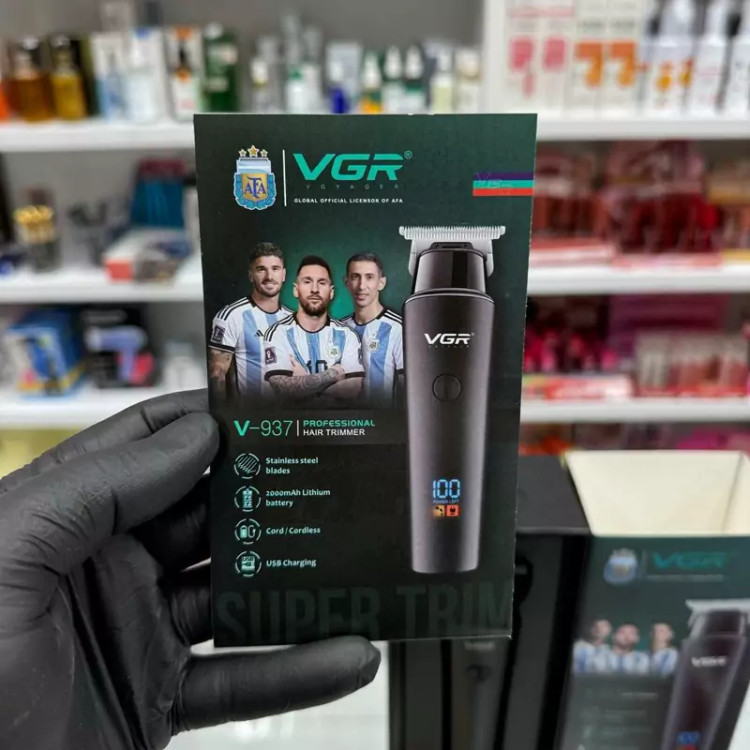 AFA
VGR®
VOYAGER
GLOBAL OFFICIAL LICENSOR OF AFA
VGR
10
V-937 PROFESSIONAL
HAIR TRIMMER
Stainless steel
blades
2000mAh Lithium
battery
Cord / Cordless
USB Charging
100
SUPER TRIM
VGR
VGR